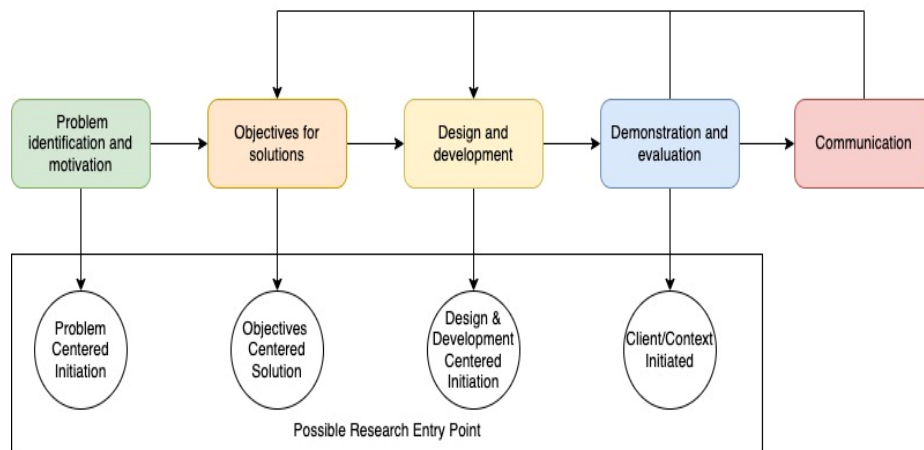 Problem
identification and
motivation
Objectives for
solutions
Design and
development
Demonstration and
evaluation
Communication
Problem
Centered
Initiation
Objectives
Centered
Solution
Design &
Development
Centered
Initiation
Client/Context
Initiated
Possible Research Entry Point